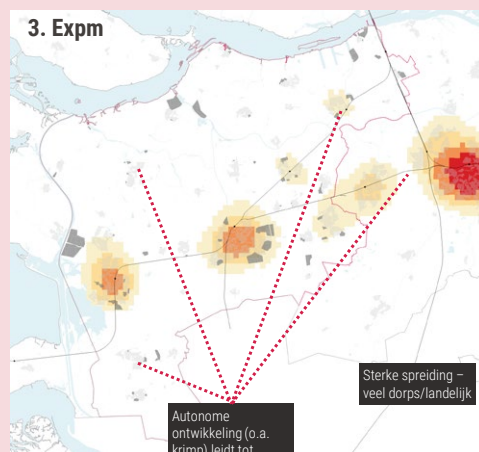 3. Expm
Sterke spreiding –
veel dorps/landelijk
Autonome
ontwikkeling (o.a.
krimp) leidt tot